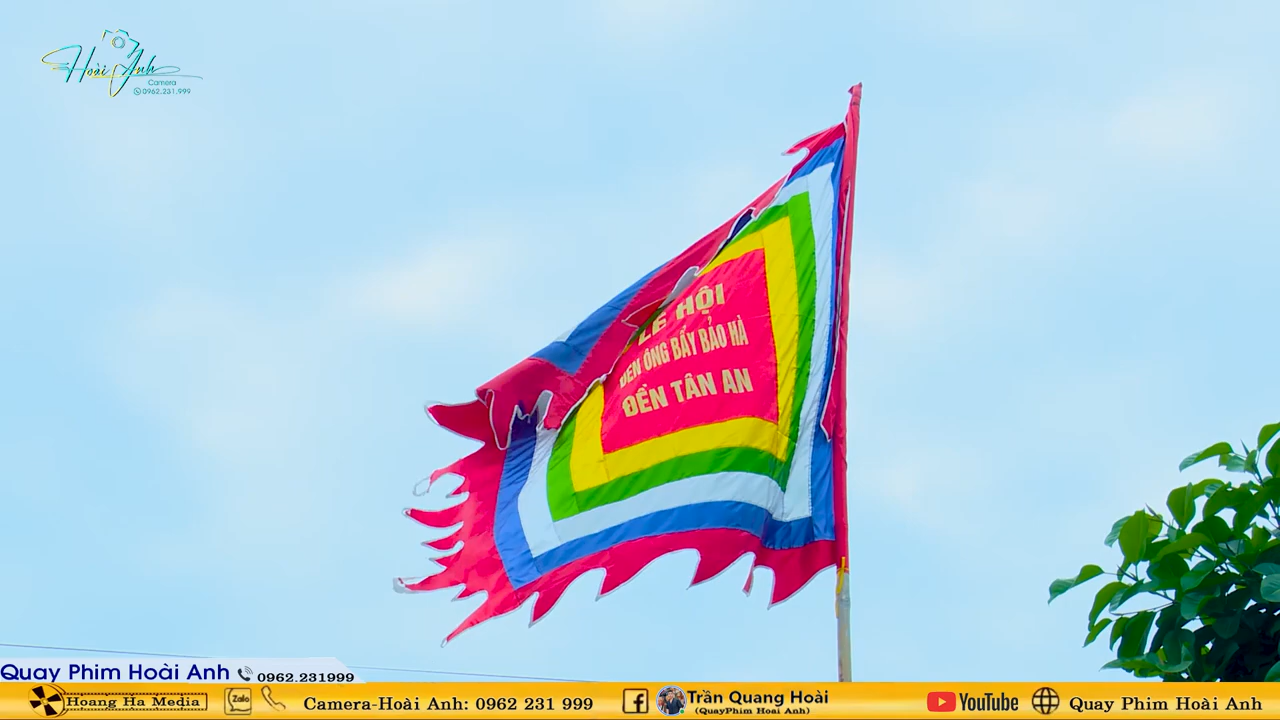 Hoài Anh
Camera
0962.231.999
LỄ HỘI
ĐỀN ÔNG BẢY BẢO HÀ
ĐỀN TÂN AN
Quay Phim Hoài Anh 0962.231999
Hoang Ha Media
Zalo
Camera-Hoài Anh: 0962 231 999
Trần Quang Hoài
(QuayPhim Hoai Anh)
YouTube
Quay Phim Hoài Anh